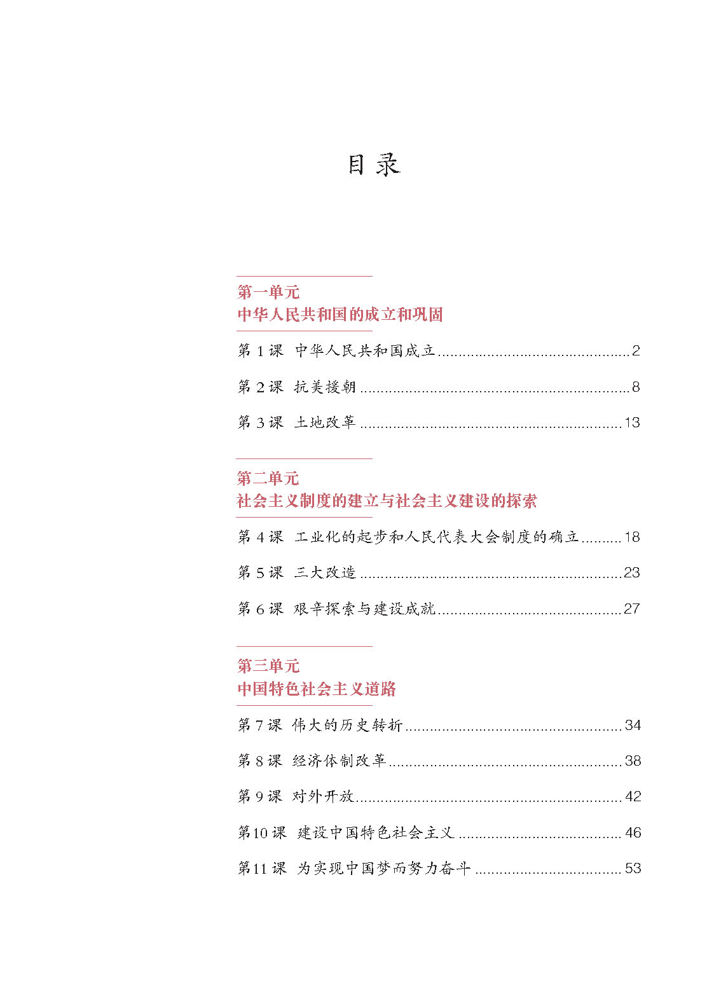 目 录
第一单元
中华人民共和国的成立和巩固
第 1 课 中华人民共和国成立...............................................2
第 2 课 抗美援朝..................................................................8
第 3 课 土地改革................................................................13
第二单元
社会主义制度的建立与社会主义建设的探索
第 4 课 工业化的起步和人民代表大会制度的确立..........18
第 5 课 三大改造................................................................23
第 6 课 艰辛探索与建设成就.............................................27
第三单元
中国特色社会主义道路
第 7 课 伟大的历史转折.....................................................34
第 8 课 经济体制改革.........................................................38
第 9 课 对外开放.................................................................42
第10 课 建设中国特色社会主义........................................46
第11 课 为实现中国梦而努力奋斗....................................53